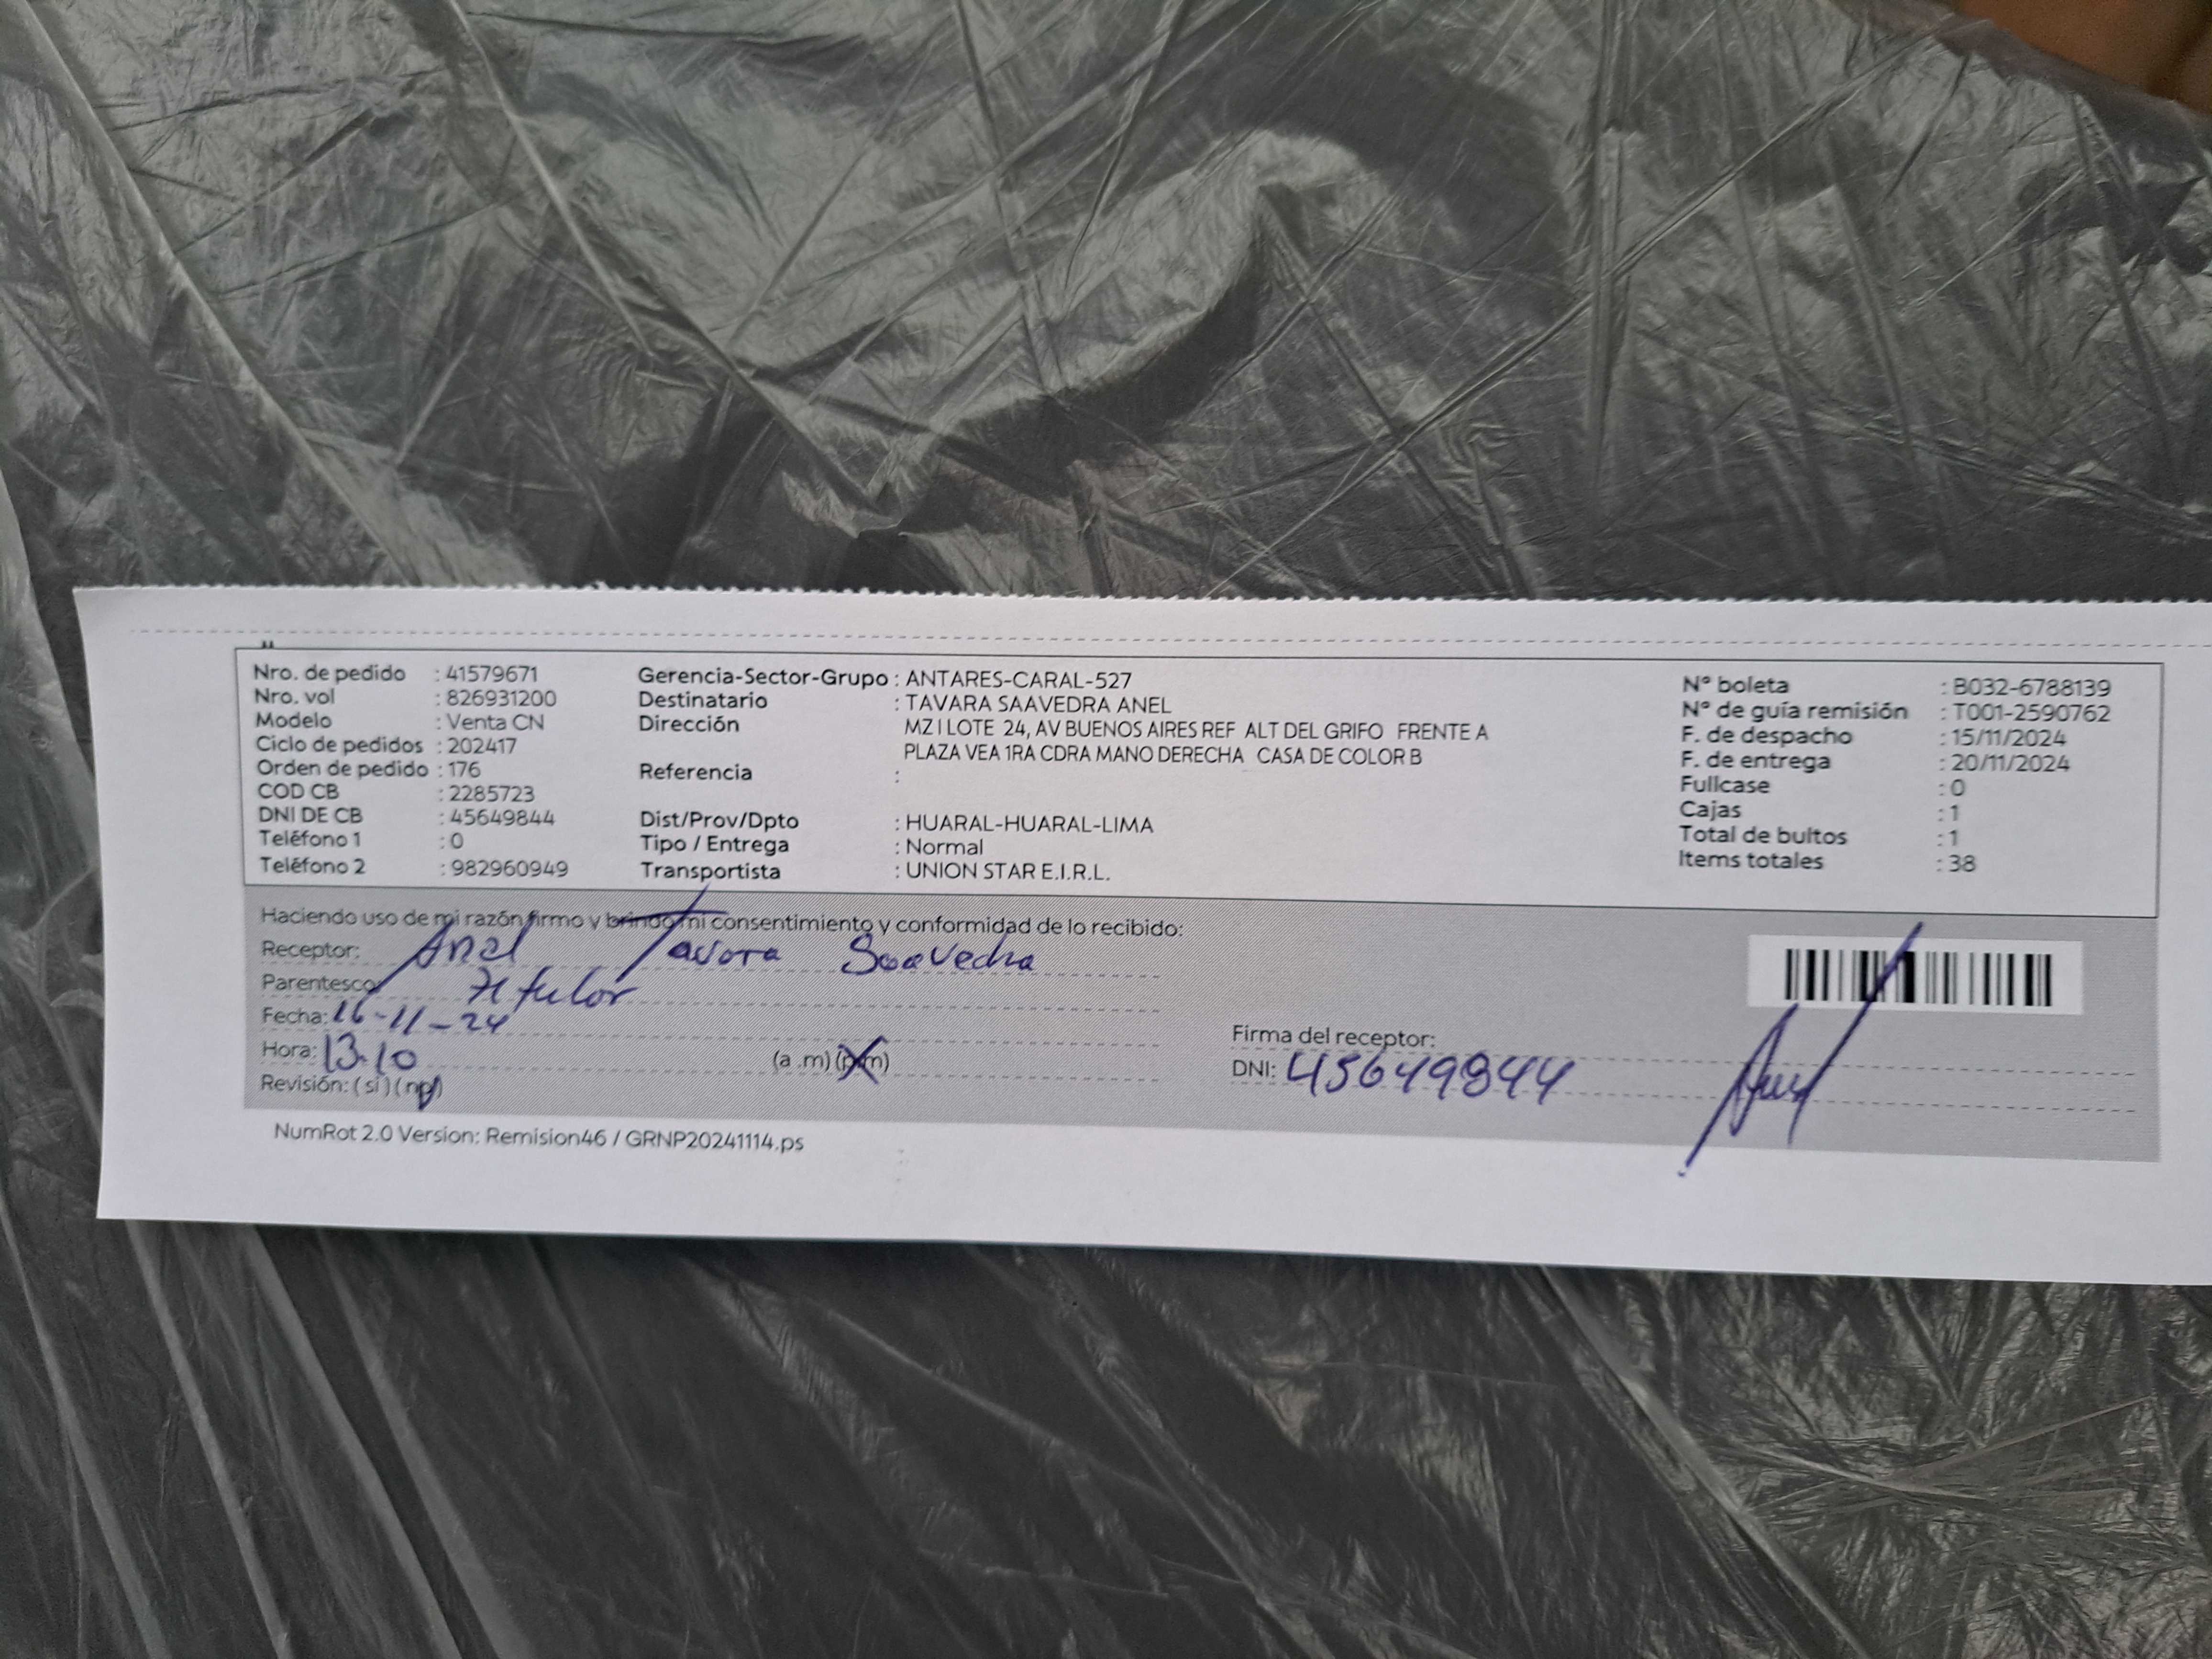 Nro. de pedido : 41579671
Nro. vol : 826931200
Modelo : Venta CN
Ciclo de pedidos : 202417
Orden de pedido : 176
COD CB : 2285723
DNI DE CB : 45649844
Teléfono 1 : 0
Teléfono 2 : 982960949
Gerencia-Sector-Grupo : ANTARES-CARAL-527
Destinatario : TAVARA SAAVEDRA ANEL
Dirección MZ I LOTE 24, AV BUENOS AIRES REF ALT DEL GRIFO FRENTE A
PLAZA VEA 1RA CDRA MANO DERECHA CASA DE COLOR B
Referencia :
Dist/Prov/Dpto : HUARAL-HUARAL-LIMA
Tipo / Entrega : Normal
Transportista : UNION STAR E.I.R.L.
N° boleta : B032-6788139
N° de guía remisión : T001-2590762
F. de despacho : 15/11/2024
F. de entrega : 20/11/2024
Fullcase : 0
Cajas : 1
Total de bultos : 1
Items totales : 38
Haciendo uso de mi razón firmo y brindo mi consentimiento y conformidad de lo recibido:
Receptor: Anel Tavara Saavedra
Parentesco: Titular
Fecha: 16-11-24
Hora: 13:10 (a .m) (p.m)
Revisión: ( si ) ( no )
Firma del receptor:
DNI: 45649844
NumRot 2.0 Version: Remision46 / GRNP20241114.ps